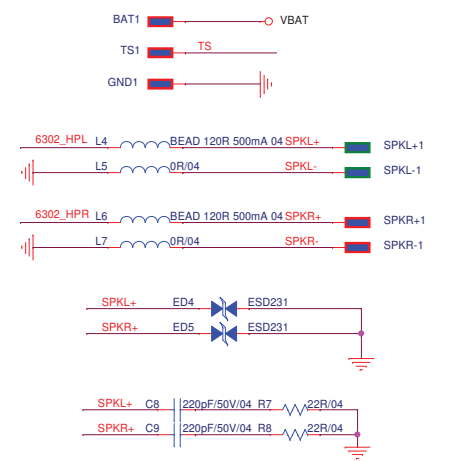 BAT1 VBAT
TS1 TS
GND1
6302_HPL L4 BEAD 120R 500mA 04 SPKL+ SPKL+1
L5 0R/04 SPKL- SPKL-1
6302_HPR L6 BEAD 120R 500mA 04 SPKR+ SPKR+1
L7 0R/04 SPKR- SPKR-1
SPKL+ ED4 ESD231
SPKR+ ED5 ESD231
SPKL+ C8 220pF/50V/04 R7 22R/04
SPKR+ C9 220pF/50V/04 R8 22R/04